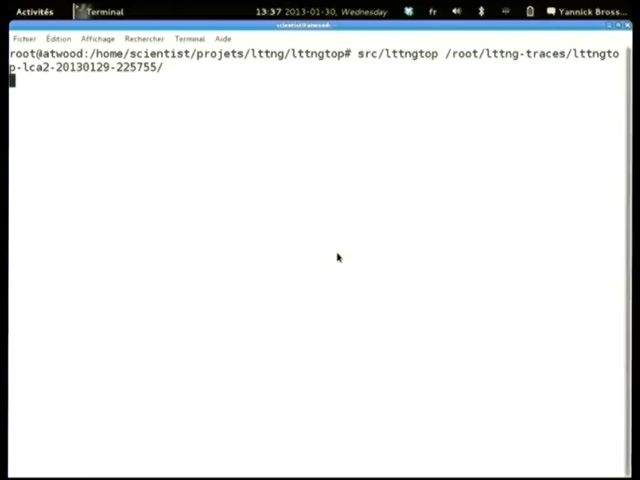 Activités Terminal 13:37 2013-01-30, Wednesday fr Yannick Bross...
Fichier Édition Affichage Rechercher Terminal Aide
root@atwood:/home/scientist/projets/lttng/lttngtop# src/lttngtop /root/lttng-traces/lttngto
p-lca2-20130129-225755/